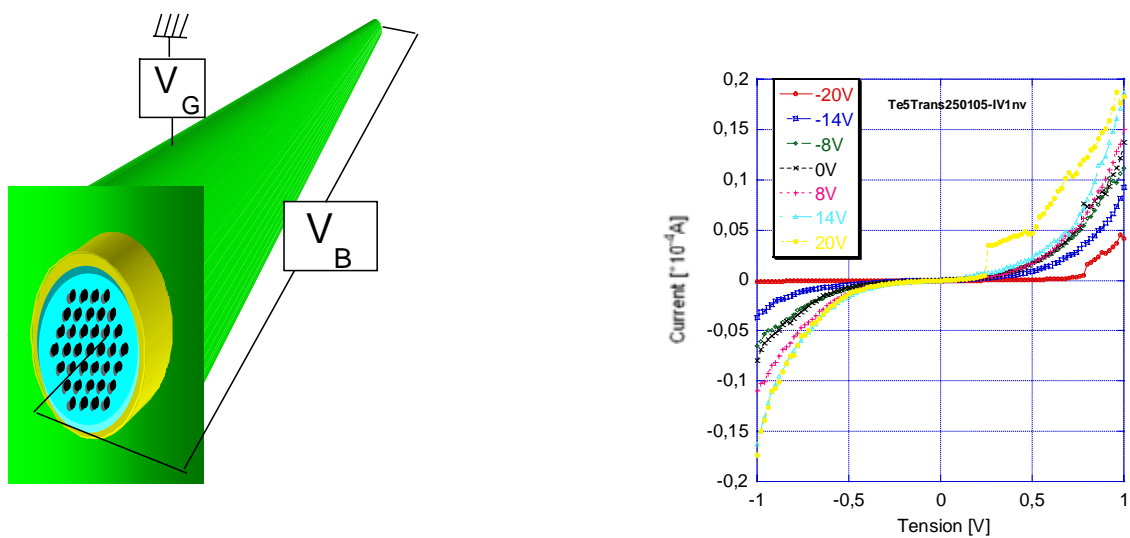 V
G
V
B
Te5Trans250105-IV1nv
-20V
-14V
-8V
0V
8V
14V
20V
0,2
0,15
0,1
0,05
0
-0,05
-0,1
-0,15
-0,2
Current [*10⁻⁴A]
-1 -0,5 0 0,5 1
Tension [V]